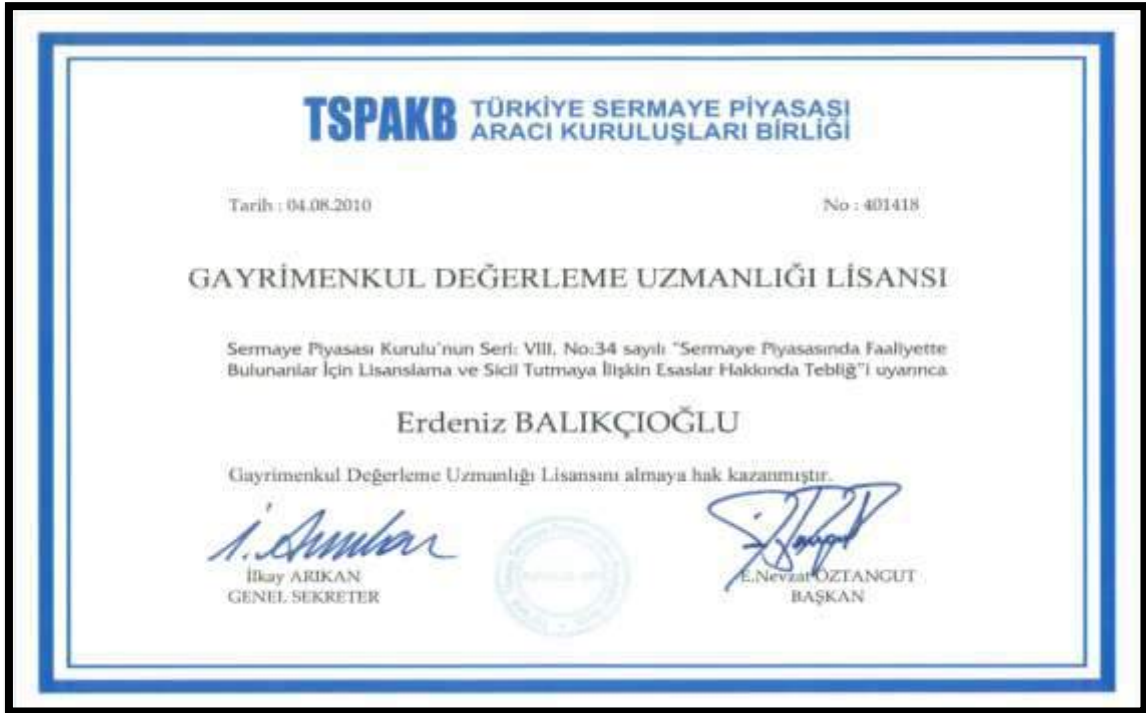 TSPAKB TÜRKİYE SERMAYE PİYASASI
ARACI KURULUŞLARI BİRLİĞİ
Tarih : 04.08.2010 No : 401418
GAYRİMENKUL DEĞERLEME UZMANLIĞI LİSANSI
Sermaye Piyasası Kurulu'nun Seri: VIII, No:34 sayılı "Sermaye Piyasasında Faaliyette
Bulunanlar İçin Lisanslama ve Sicil Tutmaya İlişkin Esaslar Hakkında Tebliğ"i uyarınca
Erdeniz BALIKÇIOĞLU
Gayrimenkul Değerleme Uzmanlığı Lisansını almaya hak kazanmıştır.
İlkay ARIKAN
GENEL SEKRETER
E.Nevzat ÖZTANGUT
BAŞKAN